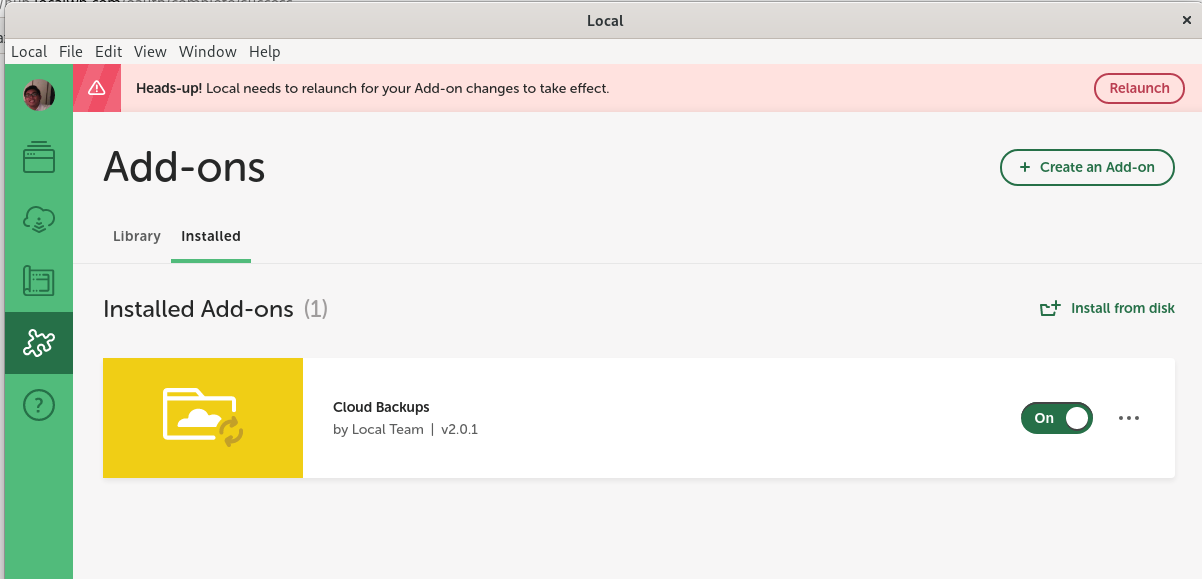 Local
Local File Edit View Window Help
Heads-up! Local needs to relaunch for your Add-on changes to take effect.
Relaunch
Add-ons
+ Create an Add-on
Library Installed
Installed Add-ons (1)
Install from disk
Cloud Backups
by Local Team | v2.0.1
On
?